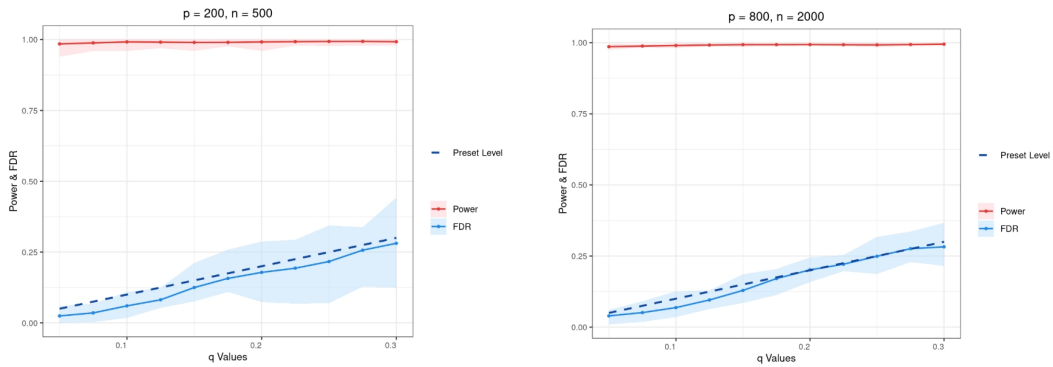 p = 200, n = 500
Power & FDR
1.00
0.75
0.50
0.25
0.00
0.1
0.2
0.3
q Values
Preset Level
Power
FDR
p = 800, n = 2000
Power & FDR
1.00
0.75
0.50
0.25
0.00
0.1
0.2
0.3
q Values
Preset Level
Power
FDR